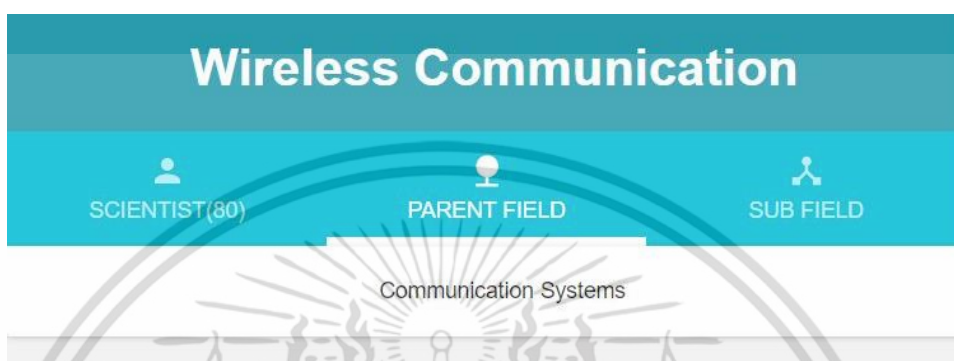 Wireless Communication
SCIENTIST(80) PARENT FIELD SUB FIELD
Communication Systems